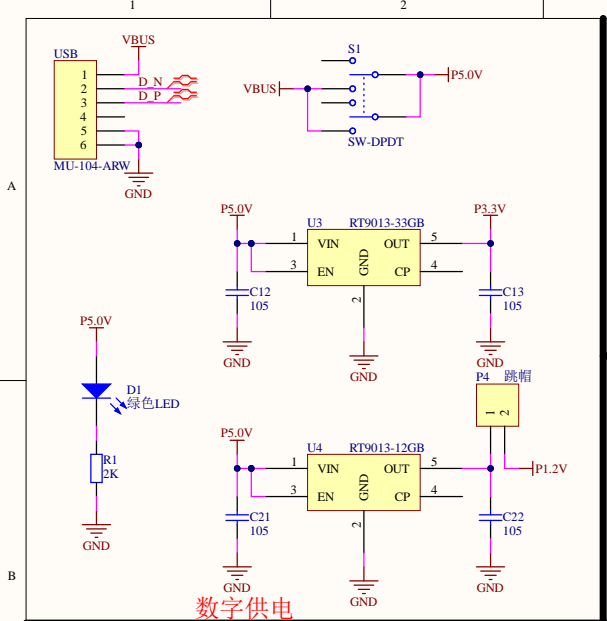 1 2
A
B
VBUS
USB
1
2 D_N
3 D_P
4
5
6
MU-104-ARW
GND
S1
VBUS
P5.0V
SW-DPDT
P5.0V
U3 RT9013-33GB
P3.3V
1 VIN OUT 5
3 EN GND CP 4
2
C12
105
C13
105
GND
GND
GND
P5.0V
D1
绿色LED
R1
2K
GND
P4 跳帽
1 2
P5.0V
U4 RT9013-12GB
1 VIN OUT 5
P1.2V
3 EN GND CP 4
2
C21
105
C22
105
GND
GND
GND
数字供电